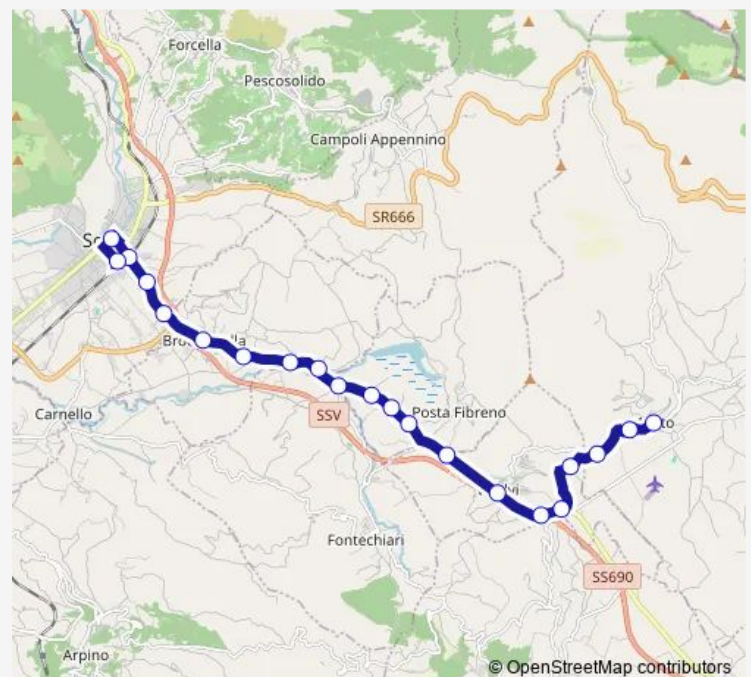 Forcella
Pescosolido
Campoli Appennino
SR666
Carnello
SSV
Posta Fibreno
Fontechiari
SS690
Arpino
© OpenStreetMap contributors